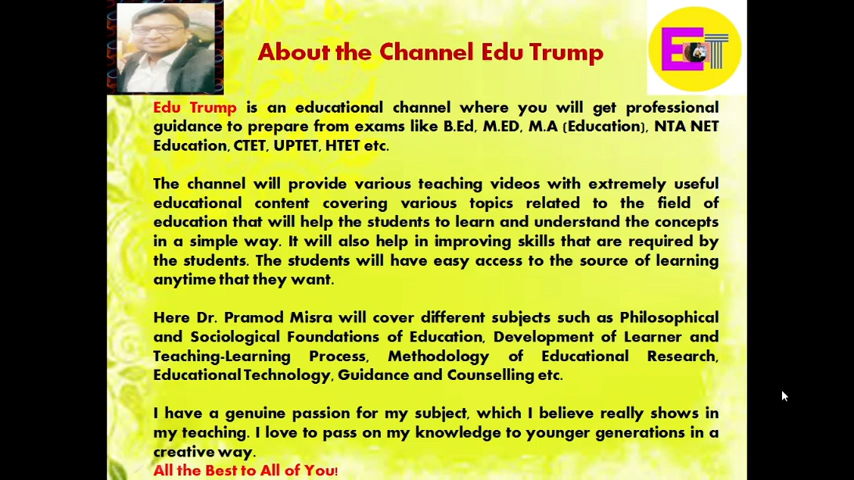 About the Channel Edu Trump
ET
Edu Trump is an educational channel where you will get professional
guidance to prepare from exams like B.Ed, M.ED, M.A (Education), NTA NET
Education, CTET, UPTET, HTET etc.
The channel will provide various teaching videos with extremely useful
educational content covering various topics related to the field of
education that will help the students to learn and understand the concepts
in a simple way. It will also help in improving skills that are required by
the students. The students will have easy access to the source of learning
anytime that they want.
Here Dr. Pramod Misra will cover different subjects such as Philosophical
and Sociological Foundations of Education, Development of Learner and
Teaching-Learning Process, Methodology of Educational Research,
Educational Technology, Guidance and Counselling etc.
I have a genuine passion for my subject, which I believe really shows in
my teaching. I love to pass on my knowledge to younger generations in a
creative way.
All the Best to All of You!